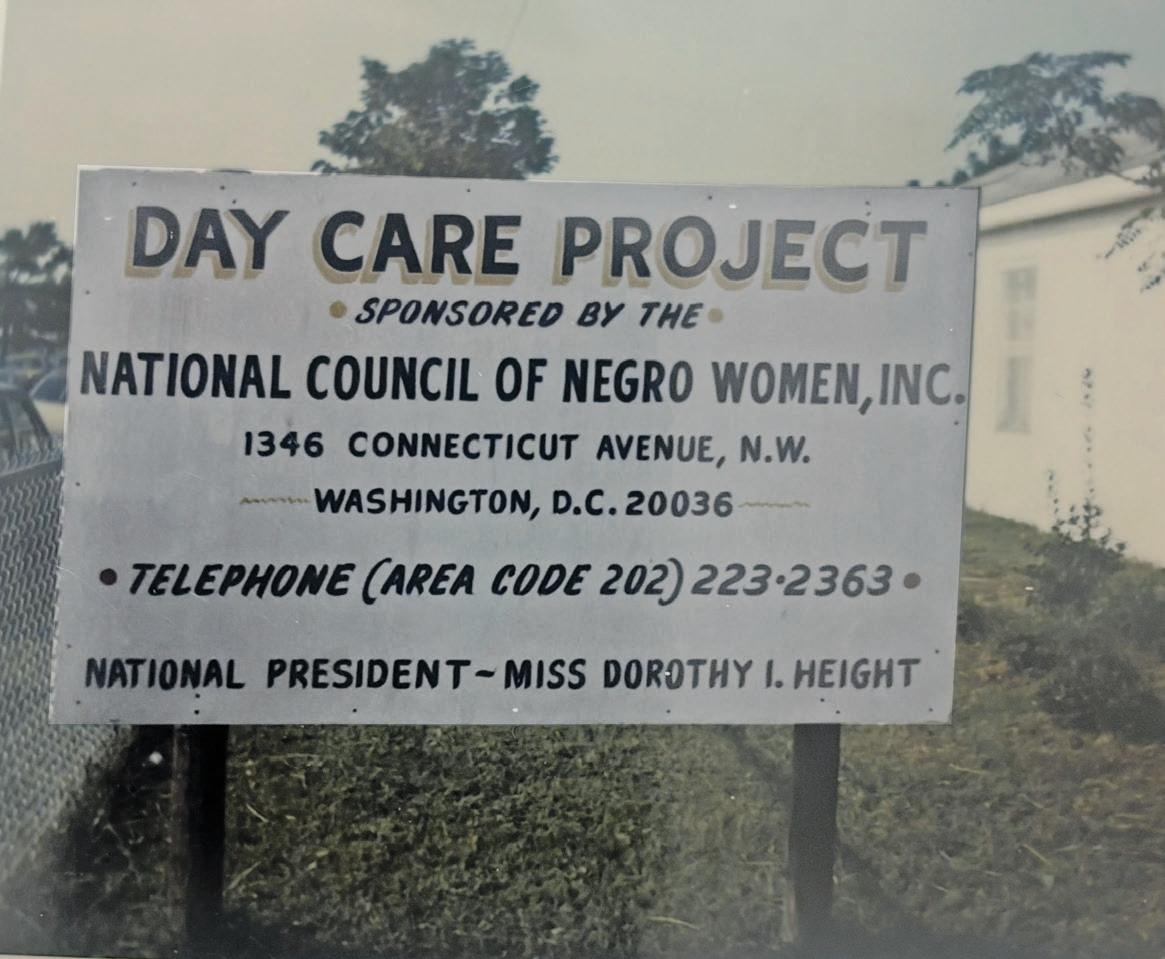 DAY CARE PROJECT
SPONSORED BY THE
NATIONAL COUNCIL OF NEGRO WOMEN, INC.
1346 CONNECTICUT AVENUE, N.W.
WASHINGTON, D.C. 20036
TELEPHONE (AREA CODE 202) 223·2363
NATIONAL PRESIDENT~MISS DOROTHY I. HEIGHT